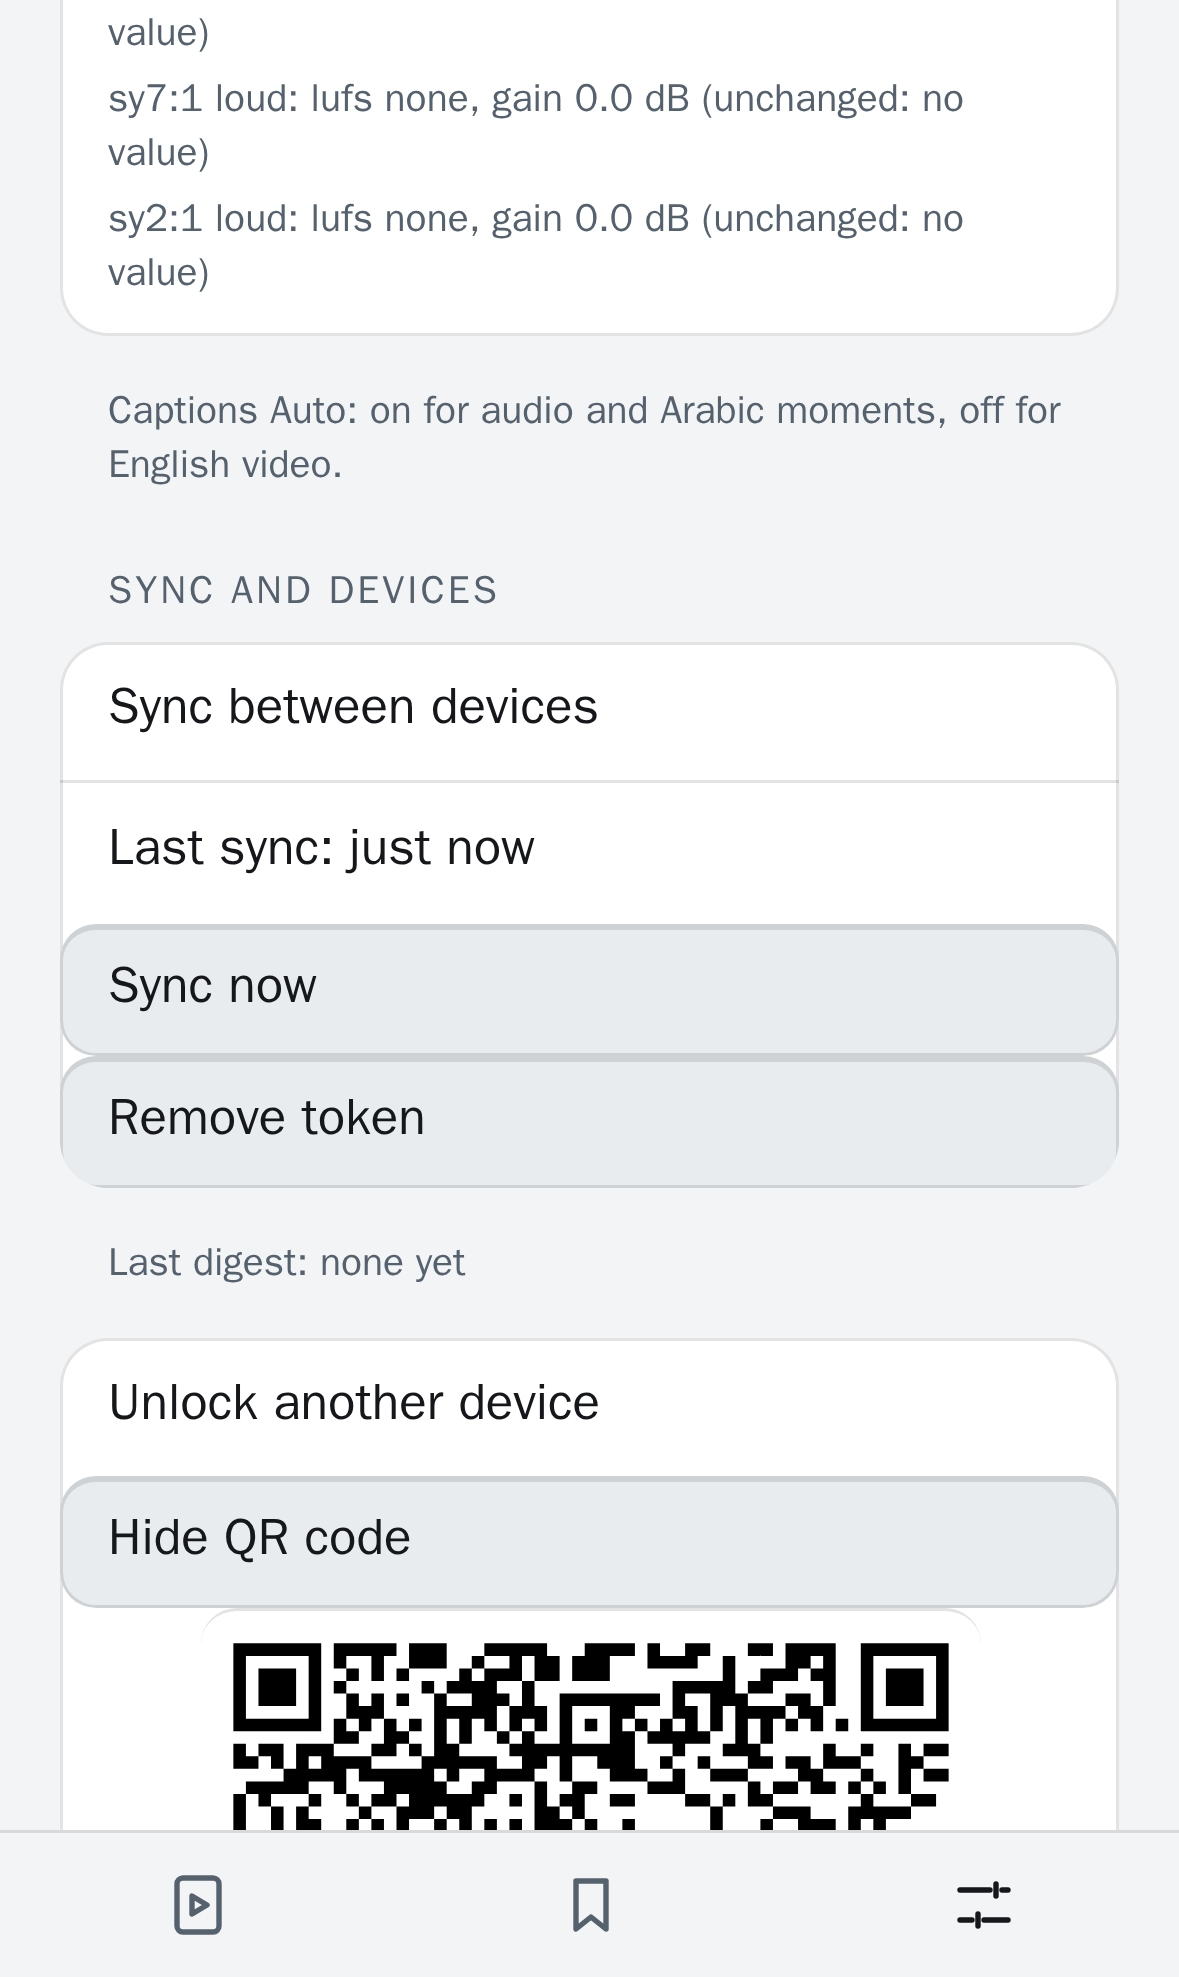 value)
sy7:1 loud: lufs none, gain 0.0 dB (unchanged: no
value)
sy2:1 loud: lufs none, gain 0.0 dB (unchanged: no
value)
Captions Auto: on for audio and Arabic moments, off for
English video.
SYNC AND DEVICES
Sync between devices
Last sync: just now
Sync now
Remove token
Last digest: none yet
Unlock another device
Hide QR code